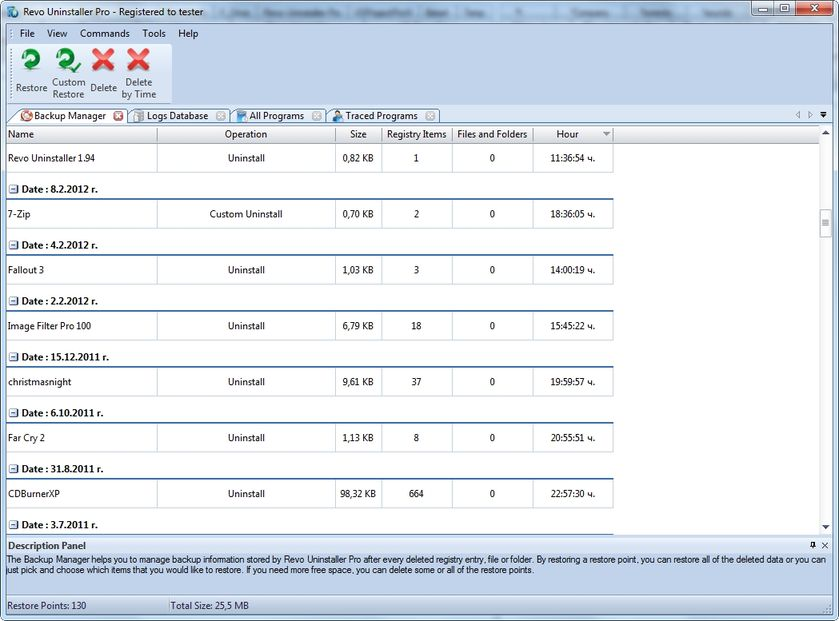 Revo Uninstaller Pro - Registered to tester
File View Commands Tools Help
Restore Custom Restore Delete Delete by Time
Backup Manager Logs Database All Programs Traced Programs
Name Operation Size Registry Items Files and Folders Hour
Revo Uninstaller 1.94 Uninstall 0,82 KB 1 0 11:36:54 ч.
Date : 8.2.2012 г.
7-Zip Custom Uninstall 0,70 KB 2 0 18:36:05 ч.
Date : 4.2.2012 г.
Fallout 3 Uninstall 1,03 KB 3 0 14:00:19 ч.
Date : 2.2.2012 г.
Image Filter Pro 100 Uninstall 6,79 KB 18 0 15:45:22 ч.
Date : 15.12.2011 г.
christmasnight Uninstall 9,61 KB 37 0 19:59:57 ч.
Date : 6.10.2011 г.
Far Cry 2 Uninstall 1,13 KB 8 0 20:55:51 ч.
Date : 31.8.2011 г.
CDBurnerXP Uninstall 98,32 KB 664 0 22:57:30 ч.
Date : 3.7.2011 г.
Description Panel
The Backup Manager helps you to manage backup information stored by Revo Uninstaller Pro after every deleted registry entry, file or folder. By restoring a restore point, you can restore all of the deleted data or you can
just pick and choose which items that you would like to restore. If you need more free space, you can delete some or all of the restore points.
Restore Points: 130 Total Size: 25,5 MB